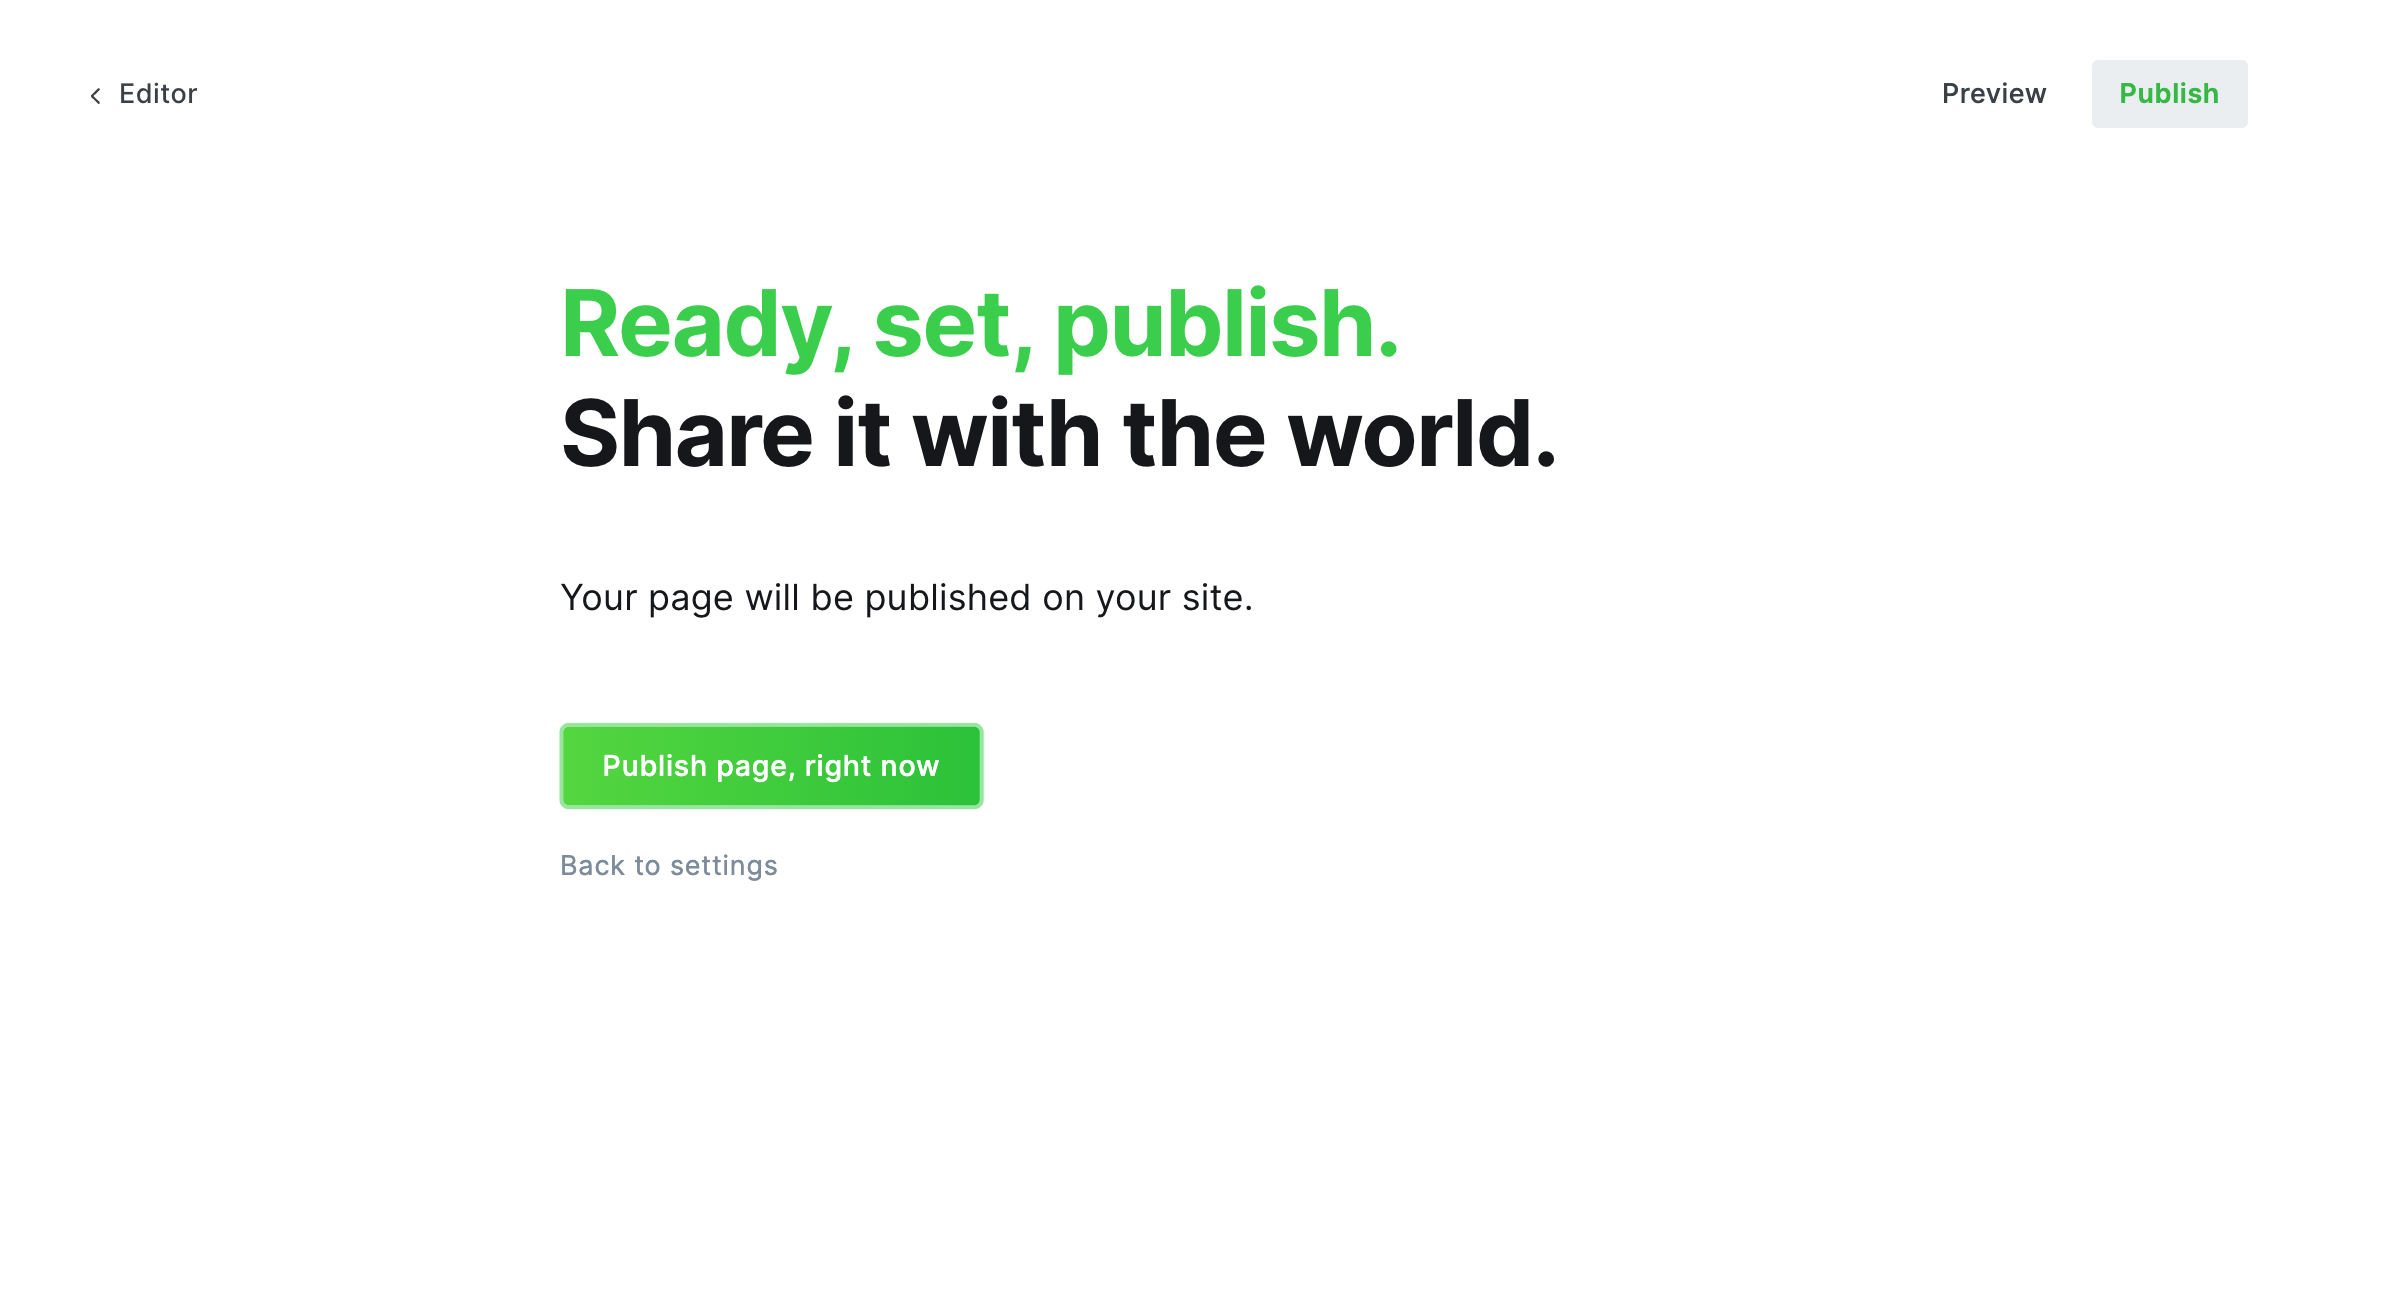 Editor
Preview
Publish
Ready, set, publish.
Share it with the world.
Your page will be published on your site.
Publish page, right now
Back to settings